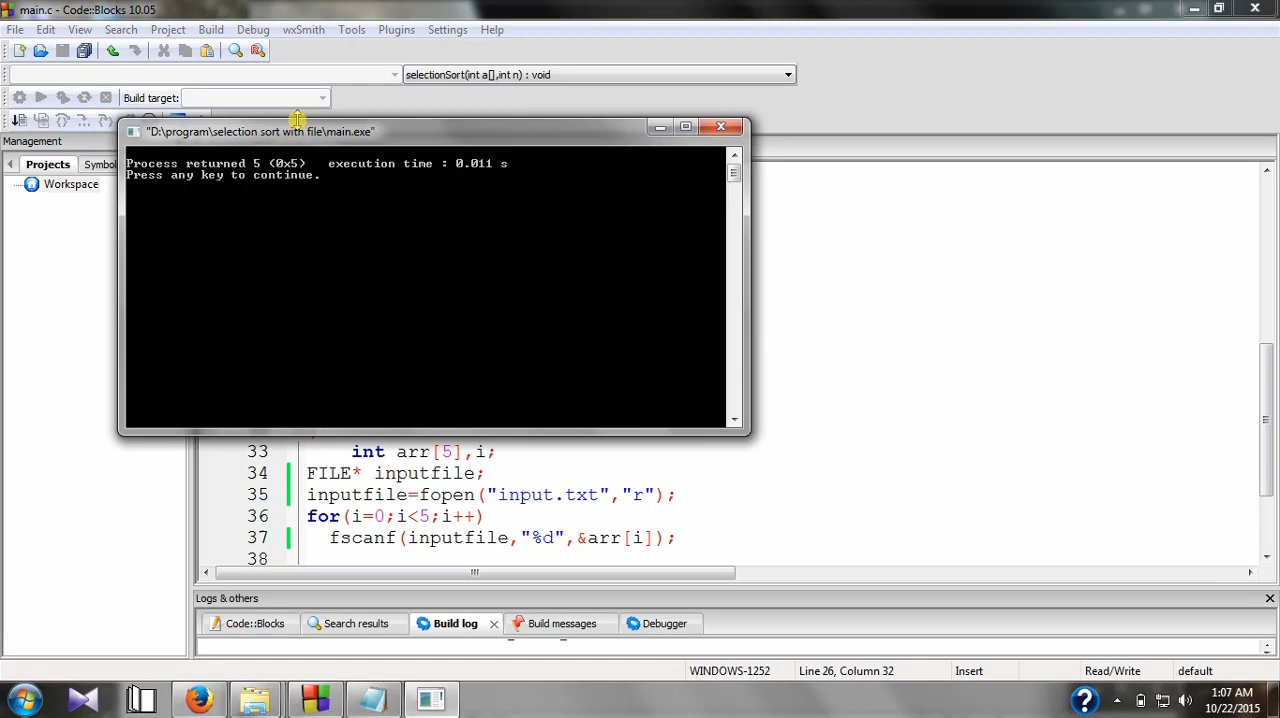 main.c - Code::Blocks 10.05
File Edit View Search Project Build Debug wxSmith Tools Plugins Settings Help
selectionSort(int a[],int n) : void
Build target:
Management
"D:\program\selection sort with file\main.exe"
Projects Symbo
Workspace
Process returned 5 (0x5)   execution time : 0.011 s
Press any key to continue.
33 int arr[5],i;
34 FILE* inputfile;
35 inputfile=fopen("input.txt","r");
36 for(i=0;i<5;i++)
37 fscanf(inputfile,"%d",&arr[i]);
38
Logs & others
Code::Blocks Search results Build log Build messages Debugger
WINDOWS-1252 Line 26, Column 32 Insert Read/Write default
1:07 AM
10/22/2015